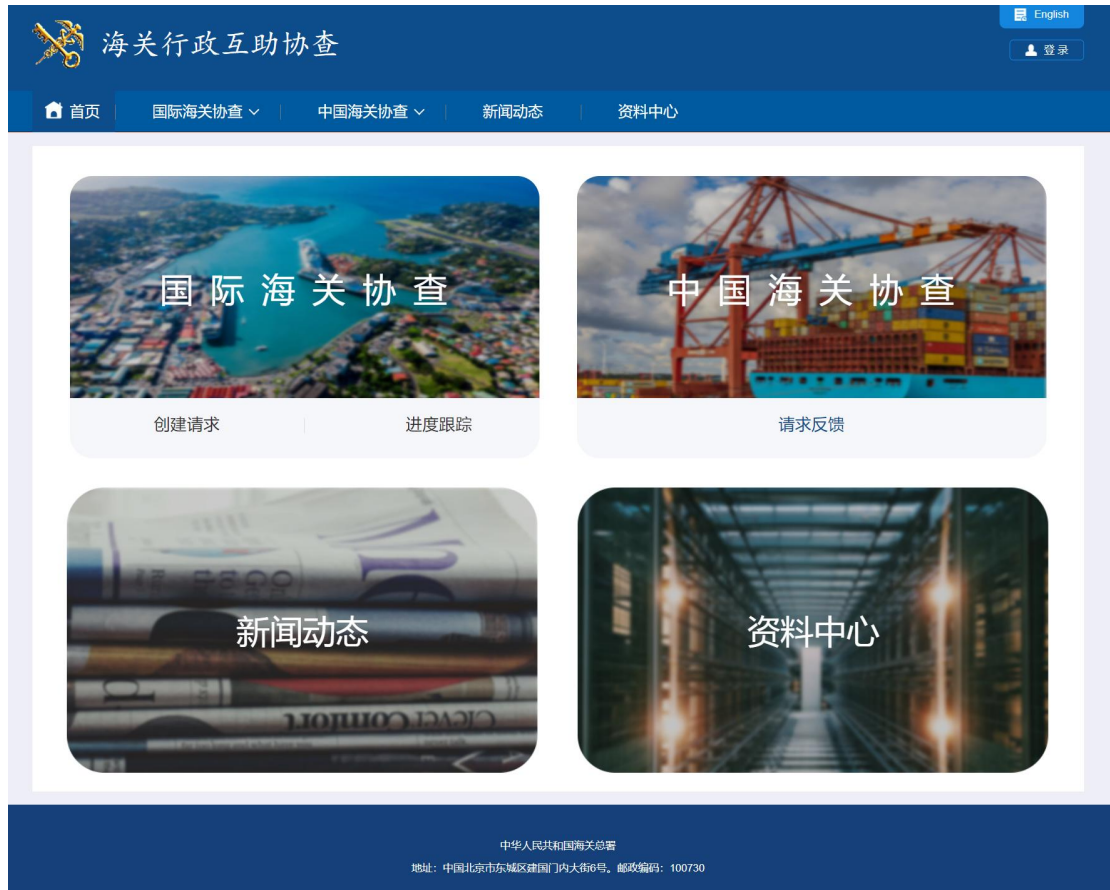 English
海关行政互助协查
登录
首页
国际海关协查
中国海关协查
新闻动态
资料中心
国际海关协查
中国海关协查
创建请求
进度跟踪
请求反馈
新闻动态
资料中心
Clever Comfort
中华人民共和国海关总署
地址：中国北京市东城区建国门内大街6号。邮政编码：100730